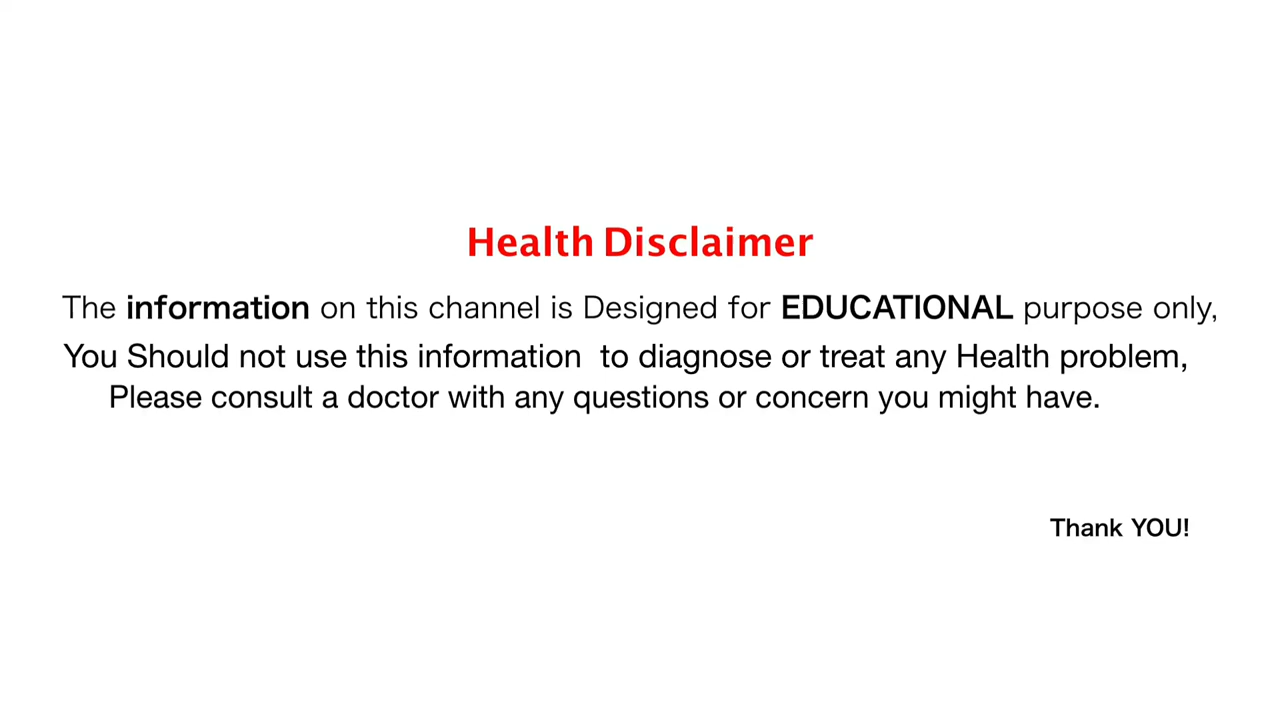 Health Disclaimer
The information on this channel is Designed for EDUCATIONAL purpose only,
You Should not use this information  to diagnose or treat any Health problem,
Please consult a doctor with any questions or concern you might have.
Thank YOU!